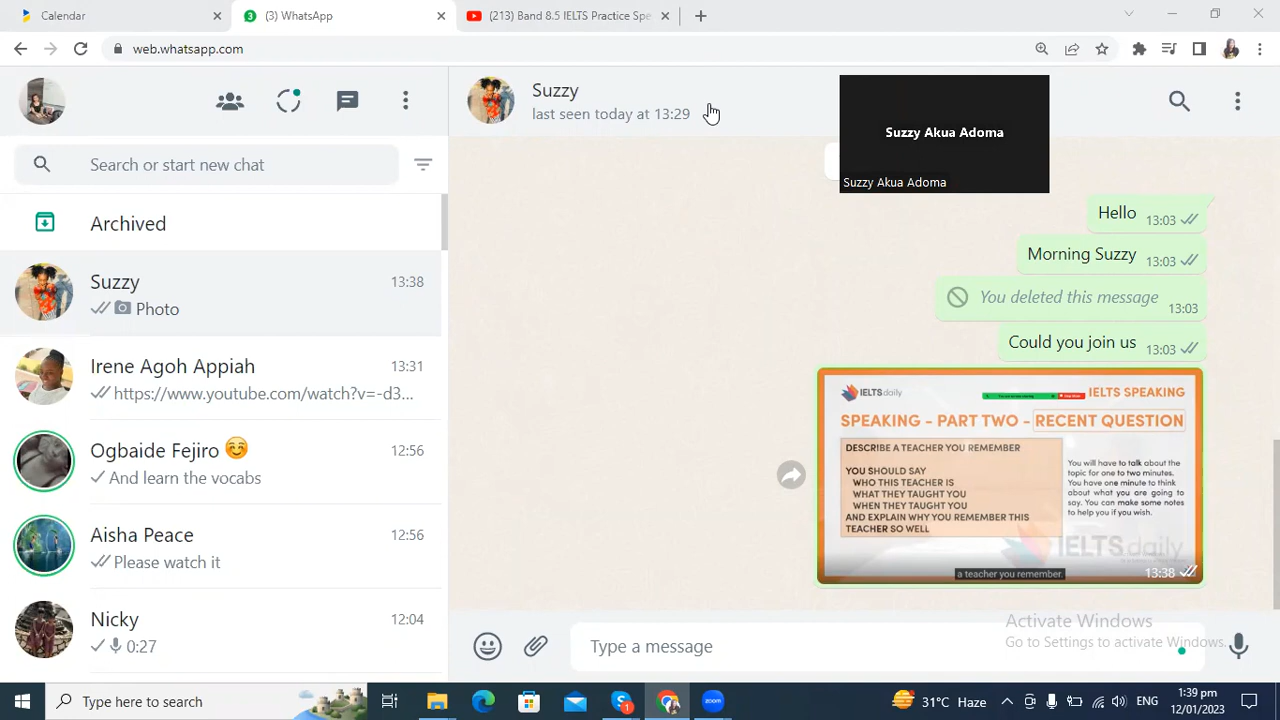 Calendar
(3) WhatsApp
(213) Band 8.5 IELTS Practice Spe
web.whatsapp.com
Suzzy
last seen today at 13:29
Suzzy Akua Adoma
Suzzy Akua Adoma
Search or start new chat
Archived
Suzzy
13:38
Photo
Irene Agoh Appiah
13:31
https://www.youtube.com/watch?v=-d3...
Ogbaide Fejiro
12:56
And learn the vocabs
Aisha Peace
12:56
Please watch it
Nicky
12:04
0:27
Hello
13:03
Morning Suzzy
13:03
You deleted this message
13:03
Could you join us
13:03
IELTSdaily
IELTS SPEAKING
SPEAKING - PART TWO - RECENT QUESTION
DESCRIBE A TEACHER YOU REMEMBER
YOU SHOULD SAY
WHO THIS TEACHER IS
WHAT THEY TAUGHT YOU
WHEN THEY TAUGHT YOU
AND EXPLAIN WHY YOU REMEMBER THIS
TEACHER SO WELL
You will have to talk about the
topic for one to two minutes.
You have one minute to think
about what you are going to
say. You can make some notes
to help you if you wish.
IELTS.daily
a teacher you remember.
13:38
Type a message
Activate Windows
Go to Settings to activate Windows.
Type here to search
31°C Haze
ENG
1:39 pm
12/01/2023